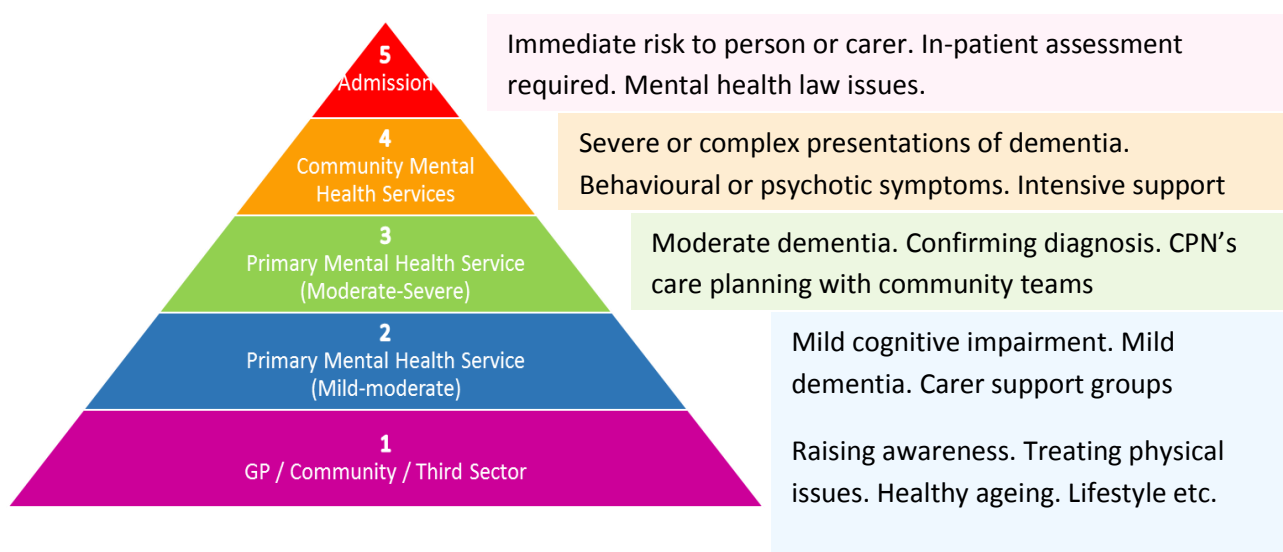 5
Admission
Immediate risk to person or carer. In-patient assessment
required. Mental health law issues.
4
Community Mental
Health Services
Severe or complex presentations of dementia.
Behavioural or psychotic symptoms. Intensive support
3
Primary Mental Health Service
(Moderate-Severe)
Moderate dementia. Confirming diagnosis. CPN’s
care planning with community teams
2
Primary Mental Health Service
(Mild-moderate)
Mild cognitive impairment. Mild
dementia. Carer support groups
1
GP / Community / Third Sector
Raising awareness. Treating physical
issues. Healthy ageing. Lifestyle etc.